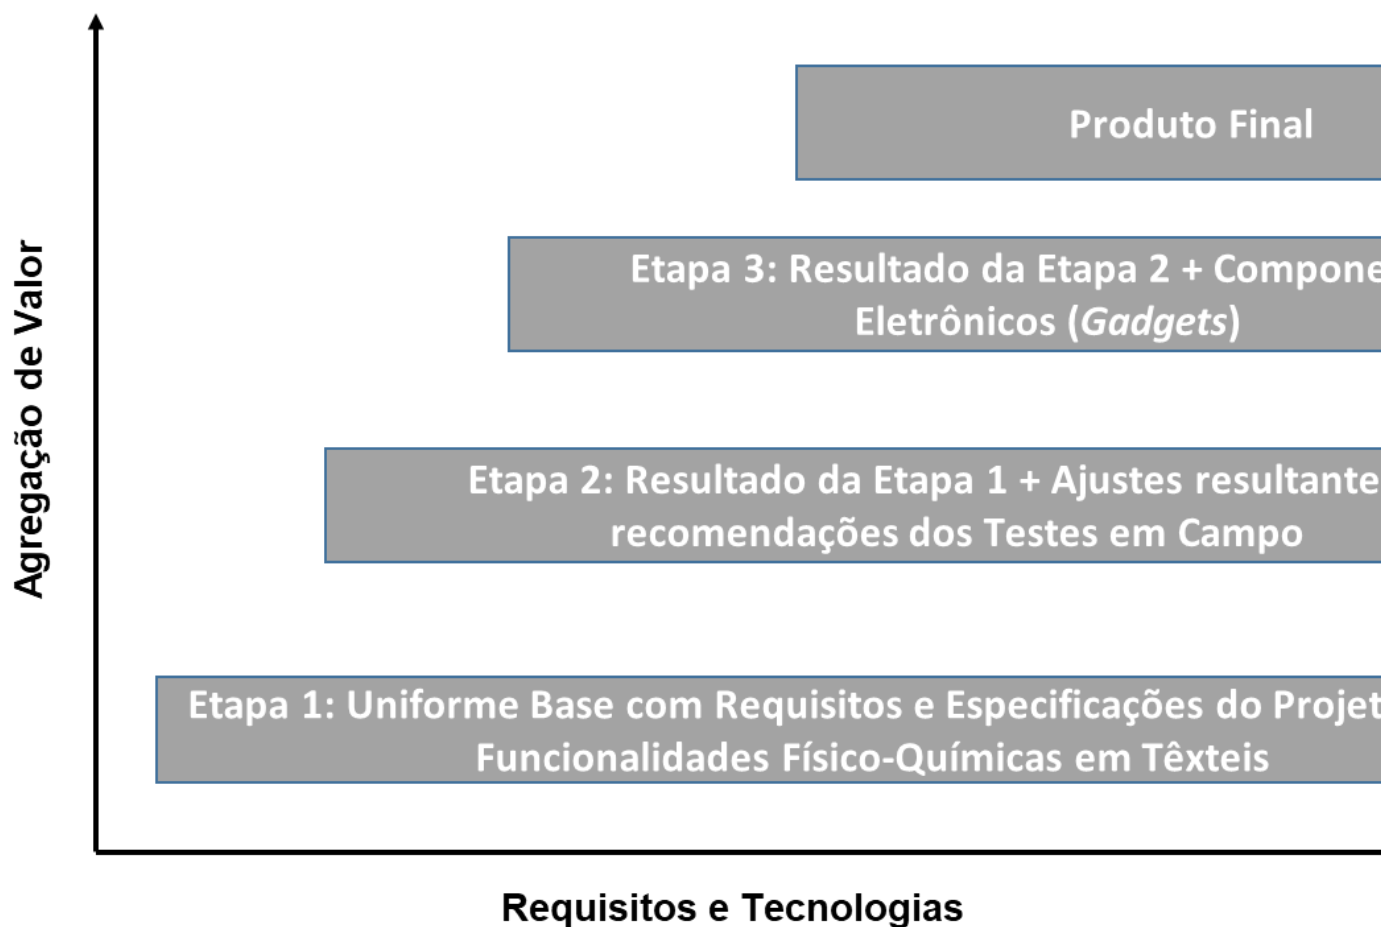 Produto Final
Etapa 3: Resultado da Etapa 2 + Compone
Eletrônicos (Gadgets)
Etapa 2: Resultado da Etapa 1 + Ajustes resultante
recomendações dos Testes em Campo
Etapa 1: Uniforme Base com Requisitos e Especificações do Projet
Funcionalidades Físico-Químicas em Têxteis
Agregação de Valor
Requisitos e Tecnologias